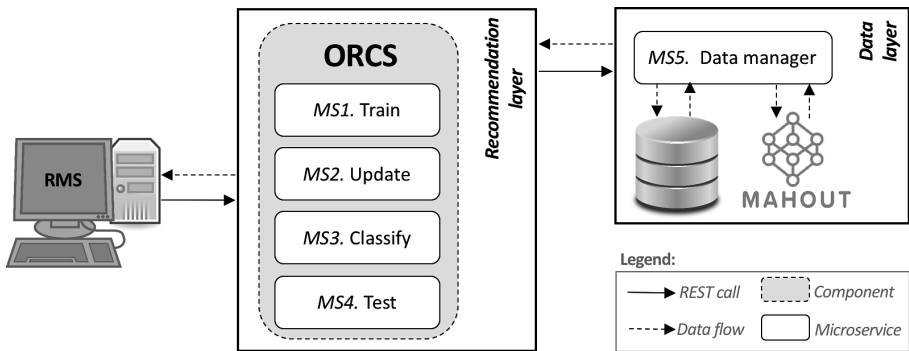 RMS
ORCS
MS1. Train
MS2. Update
MS3. Classify
MS4. Test
Recommendation
layer
MS5. Data manager
MAHOUT
Data
layer
Legend:
REST call
Component
Data flow
Microservice